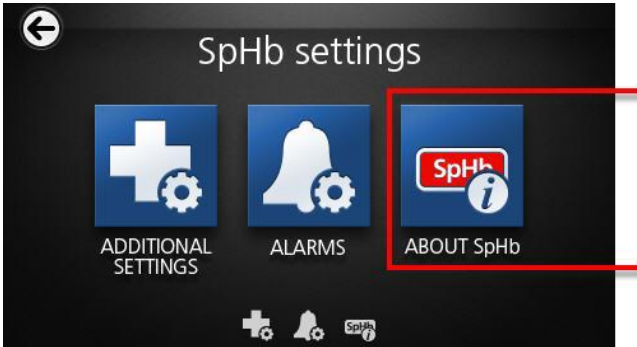 SpHb settings
SpHb
i
ADDITIONAL
SETTINGS
ALARMS
ABOUT SpHb
SpHb
i